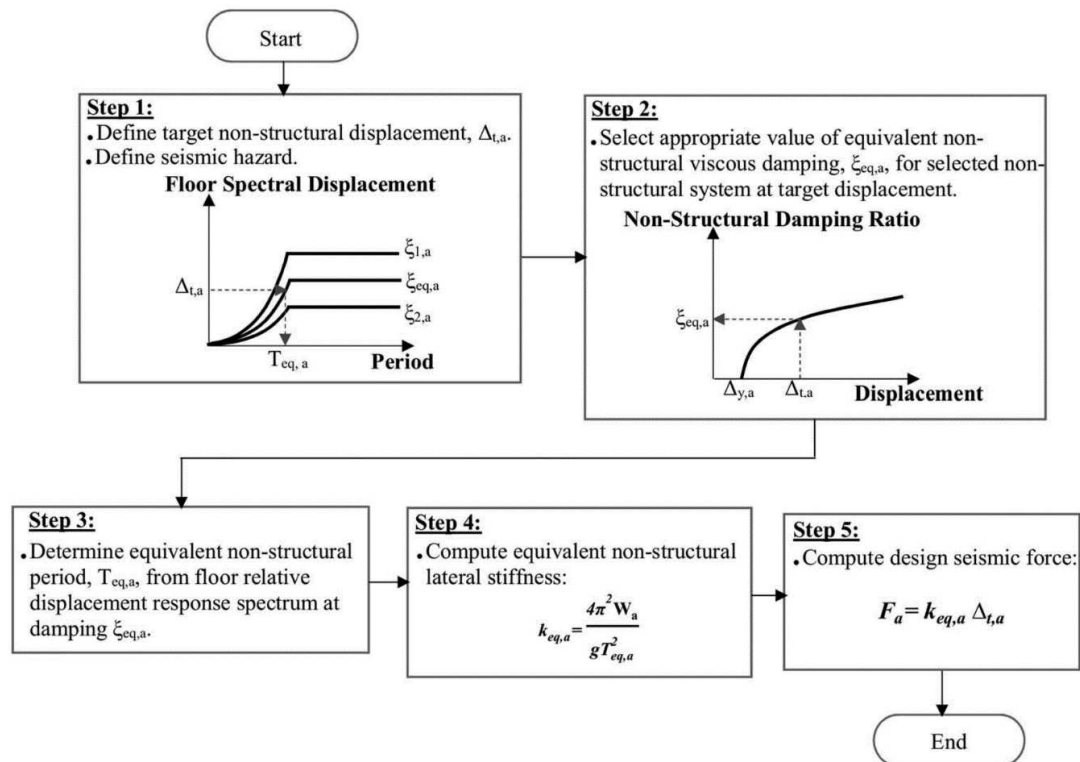 Start
Step 1:
•Define target non-structural displacement, Δt,a.
•Define seismic hazard.
Floor Spectral Displacement
ξ1,a
Δt,a
ξeq,a
ξ2,a
Teq, a
Period
Step 2:
•Select appropriate value of equivalent non-
structural viscous damping, ξeq,a, for selected non-
structural system at target displacement.
Non-Structural Damping Ratio
ξeq,a
Δy,a
Δt,a
Displacement
Step 3:
•Determine equivalent non-structural
period, Teq,a, from floor relative
displacement response spectrum at
damping ξeq,a.
Step 4:
•Compute equivalent non-structural
lateral stiffness:
keq,a = 4π²Wa / gT²eq,a
Step 5:
•Compute design seismic force:
Fa = keq,a Δt,a
End